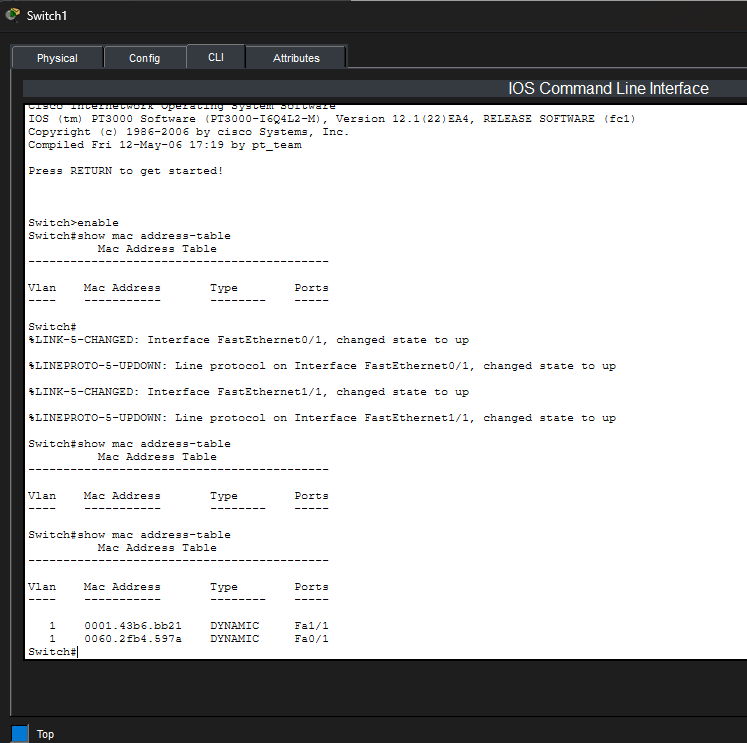 Switch1
Physical Config CLI Attributes
IOS Command Line Interface
Cisco Internetwork Operating System Software
IOS (tm) PT3000 Software (PT3000-I6Q4L2-M), Version 12.1(22)EA4, RELEASE SOFTWARE (fc1)
Copyright (c) 1986-2006 by cisco Systems, Inc.
Compiled Fri 12-May-06 17:19 by pt_team
Press RETURN to get started!
Switch>enable
Switch#show mac address-table
Mac Address Table
-------------------------------------------
Vlan    Mac Address       Type        Ports
----    -----------       --------    -----
Switch#
%LINK-5-CHANGED: Interface FastEthernet0/1, changed state to up
%LINEPROTO-5-UPDOWN: Line protocol on Interface FastEthernet0/1, changed state to up
%LINK-5-CHANGED: Interface FastEthernet1/1, changed state to up
%LINEPROTO-5-UPDOWN: Line protocol on Interface FastEthernet1/1, changed state to up
Switch#show mac address-table
Mac Address Table
-------------------------------------------
Vlan    Mac Address       Type        Ports
----    -----------       --------    -----
Switch#show mac address-table
Mac Address Table
-------------------------------------------
Vlan    Mac Address       Type        Ports
----    -----------       --------    -----
1    0001.43b6.bb21    DYNAMIC     Fa1/1
1    0060.2fb4.597a    DYNAMIC     Fa0/1
Switch#
Top